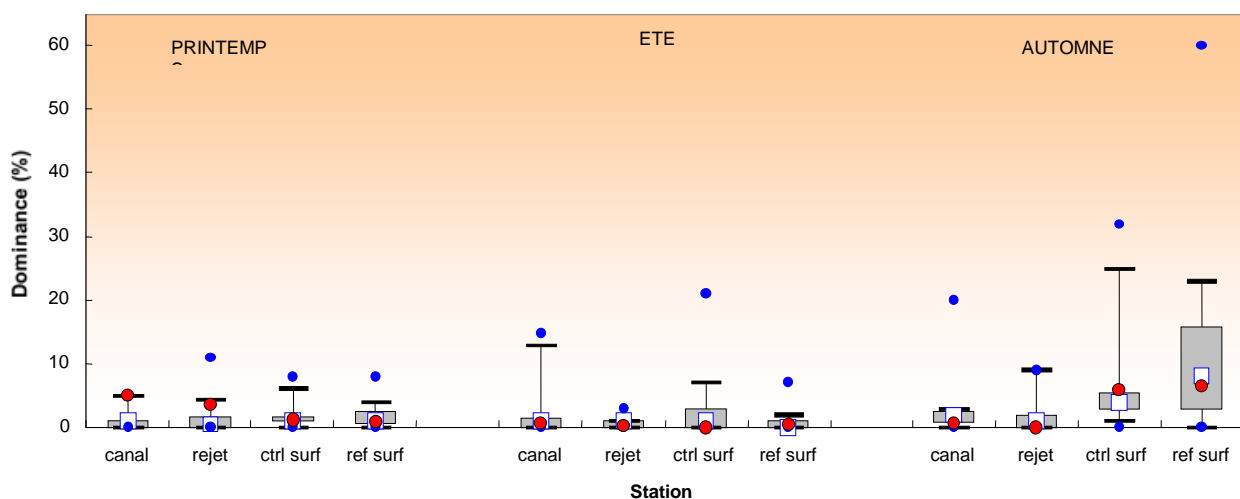 60
50
40
30
20
10
0
Dominance (%)
PRINTEMP
ETE
AUTOMNE
canal rejet ctrl surf ref surf canal rejet ctrl surf ref surf canal rejet ctrl surf ref surf
Station